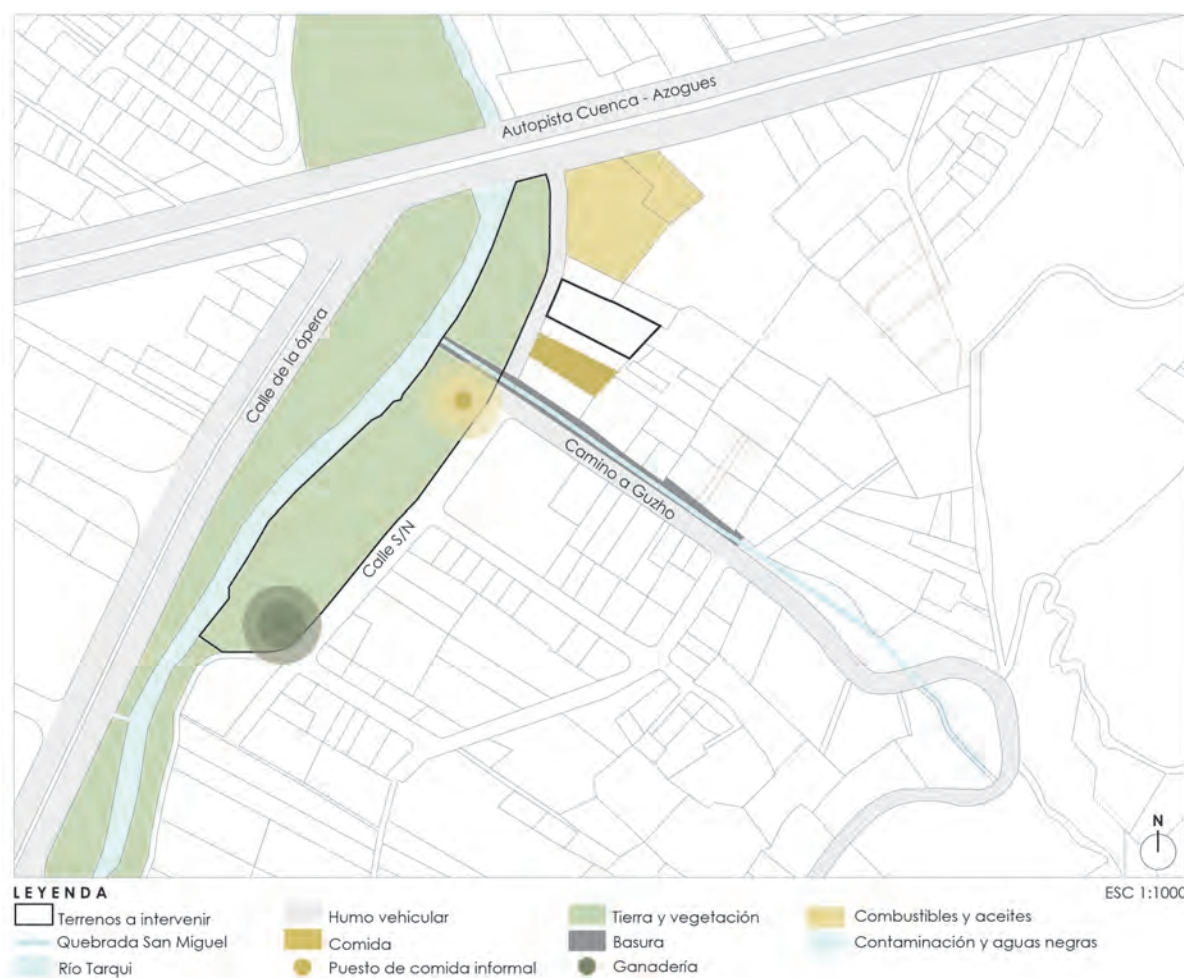 Autopista Cuenca - Azogues
Calle de la ópera
Camino a Guzho
Calle S/N
N
LEYENDA
ESC 1:1000
Terrenos a intervenir
Humo vehicular
Tierra y vegetación
Combustibles y aceites
Quebrada San Miguel
Comida
Basura
Contaminación y aguas negras
Río Tarqui
Puesto de comida informal
Ganadería